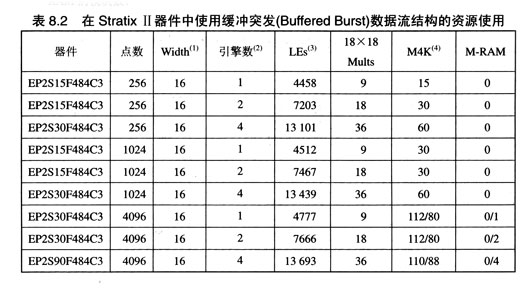 表 8.2 在 Stratix Ⅱ器件中使用缓冲突发(Buffered Burst)数据流结构的资源使用
器件 点数 Width(1) 引擎数(2) LEs(3) 18×18 Mults M4K(4) M-RAM
EP2S15F484C3 256 16 1 4458 9 15 0
EP2S15F484C3 256 16 2 7203 18 30 0
EP2S30F484C3 256 16 4 13 101 36 60 0
EP2S15F484C3 1024 16 1 4512 9 30 0
EP2S15F484C3 1024 16 2 7467 18 30 0
EP2S30F484C3 1024 16 4 13 439 36 60 0
EP2S30F484C3 4096 16 1 4777 9 112/80 0/1
EP2S30F484C3 4096 16 2 7666 18 112/80 0/2
EP2S90F484C3 4096 16 4 13 693 36 110/88 0/4